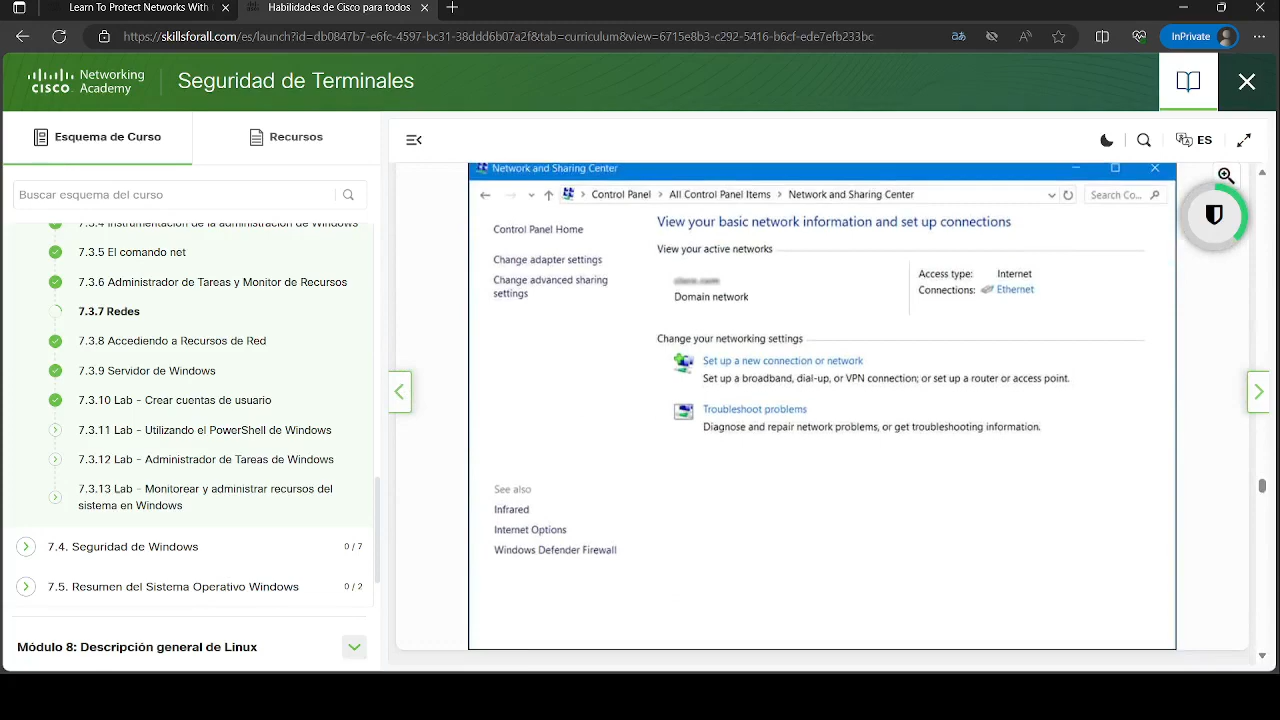 Learn To Protect Networks With
Habilidades de Cisco para todos
https://skillsforall.com/es/launch?id=db0847b7-e6fc-4597-bc31-38ddd6b07a2f&tab=curriculum&view=6715e8b3-c292-5416-b6cf-ede7efb233bc
InPrivate
CISCO Networking Academy
Seguridad de Terminales
Esquema de Curso
Recursos
ES
Buscar esquema del curso
7.3.4 Instrumentación de la administración de Windows
7.3.5 El comando net
7.3.6 Administrador de Tareas y Monitor de Recursos
7.3.7 Redes
7.3.8 Accediendo a Recursos de Red
7.3.9 Servidor de Windows
7.3.10 Lab - Crear cuentas de usuario
7.3.11 Lab - Utilizando el PowerShell de Windows
7.3.12 Lab - Administrador de Tareas de Windows
7.3.13 Lab - Monitorear y administrar recursos del
sistema en Windows
7.4. Seguridad de Windows 0 / 7
7.5. Resumen del Sistema Operativo Windows 0 / 2
Módulo 8: Descripción general de Linux
Network and Sharing Center
Control Panel > All Control Panel Items > Network and Sharing Center
Search Co...
Control Panel Home
Change adapter settings
Change advanced sharing
settings
View your basic network information and set up connections
View your active networks
Domain network
Access type: Internet
Connections: Ethernet
Change your networking settings
Set up a new connection or network
Set up a broadband, dial-up, or VPN connection; or set up a router or access point.
Troubleshoot problems
Diagnose and repair network problems, or get troubleshooting information.
See also
Infrared
Internet Options
Windows Defender Firewall